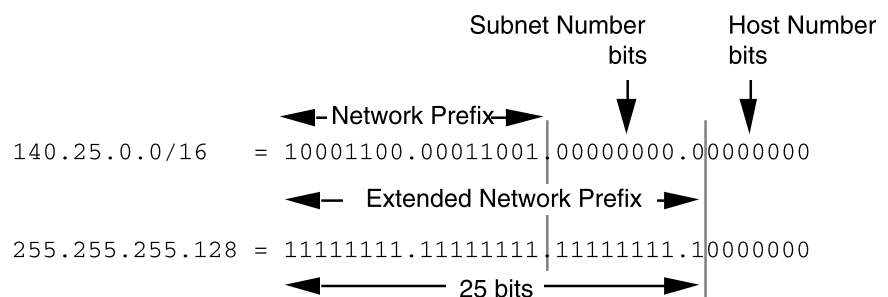 Subnet Number bits
Host Number bits
Network Prefix
140.25.0.0/16 = 10001100.00011001.00000000.00000000
Extended Network Prefix
255.255.255.128 = 11111111.11111111.11111111.10000000
25 bits